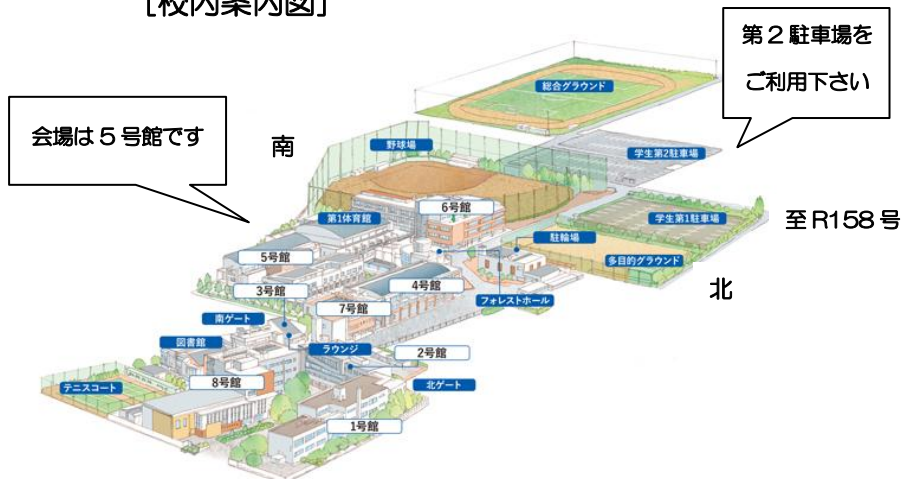 [校内案内図]
第2駐車場を
ご利用下さい
総合グラウンド
会場は5号館です
南
野球場
学生第2駐車場
6号館
第1体育館
学生第1駐車場
至R158号
駐輪場
5号館
多目的グラウンド
北
3号館
4号館
フォレストホール
7号館
南ゲート
図書館
ラウンジ
2号館
テニスコート
8号館
北ゲート
1号館